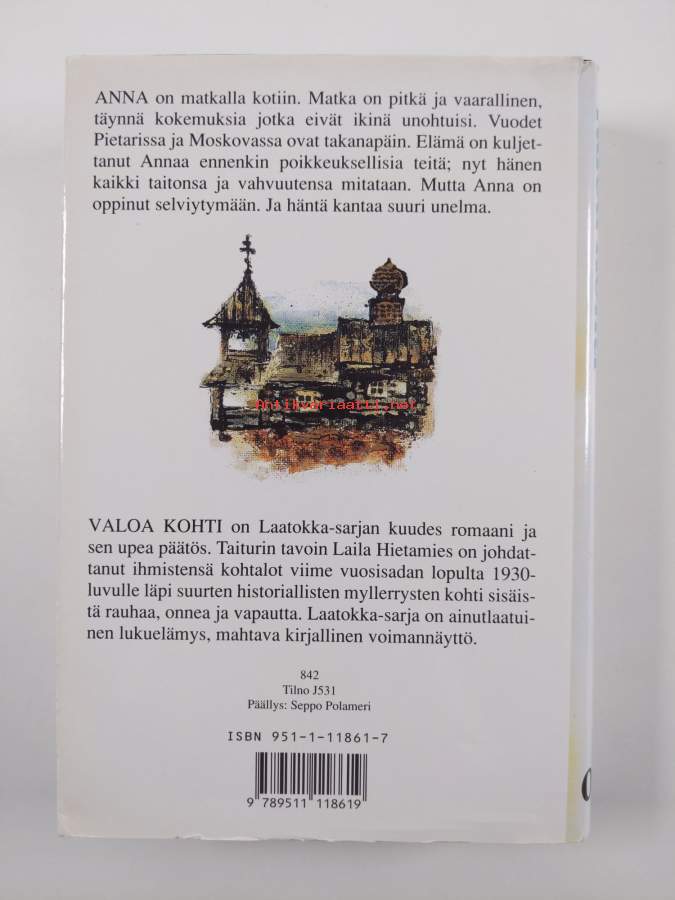 ANNA on matkalla kotiin. Matka on pitkä ja vaarallinen,
täynnä kokemuksia jotka eivät ikinä unohtuisi. Vuodet
Pietarissa ja Moskovassa ovat takanapäin. Elämä on kuljet-
tanut Annaa ennenkin poikkeuksellisia teitä; nyt hänen
kaikki taitonsa ja vahvuutensa mitataan. Mutta Anna on
oppinut selviytymään. Ja häntä kantaa suuri unelma.
Antikvariaatti.net
VALOA KOHTI on Laatokka-sarjan kuudes romaani ja
sen upea päätös. Taiturin tavoin Laila Hietamies on johdat-
tanut ihmistensä kohtalot viime vuosisadan lopulta 1930-
luvulle läpi suurten historiallisten myllerrysten kohti sisäis-
tä rauhaa, onnea ja vapautta. Laatokka-sarja on ainutlaatui-
nen lukuelämys, mahtava kirjallinen voimannäyttö.
842
Tilno J531
Päällys: Seppo Polameri
ISBN 951-1-11861-7
9 789511 118619